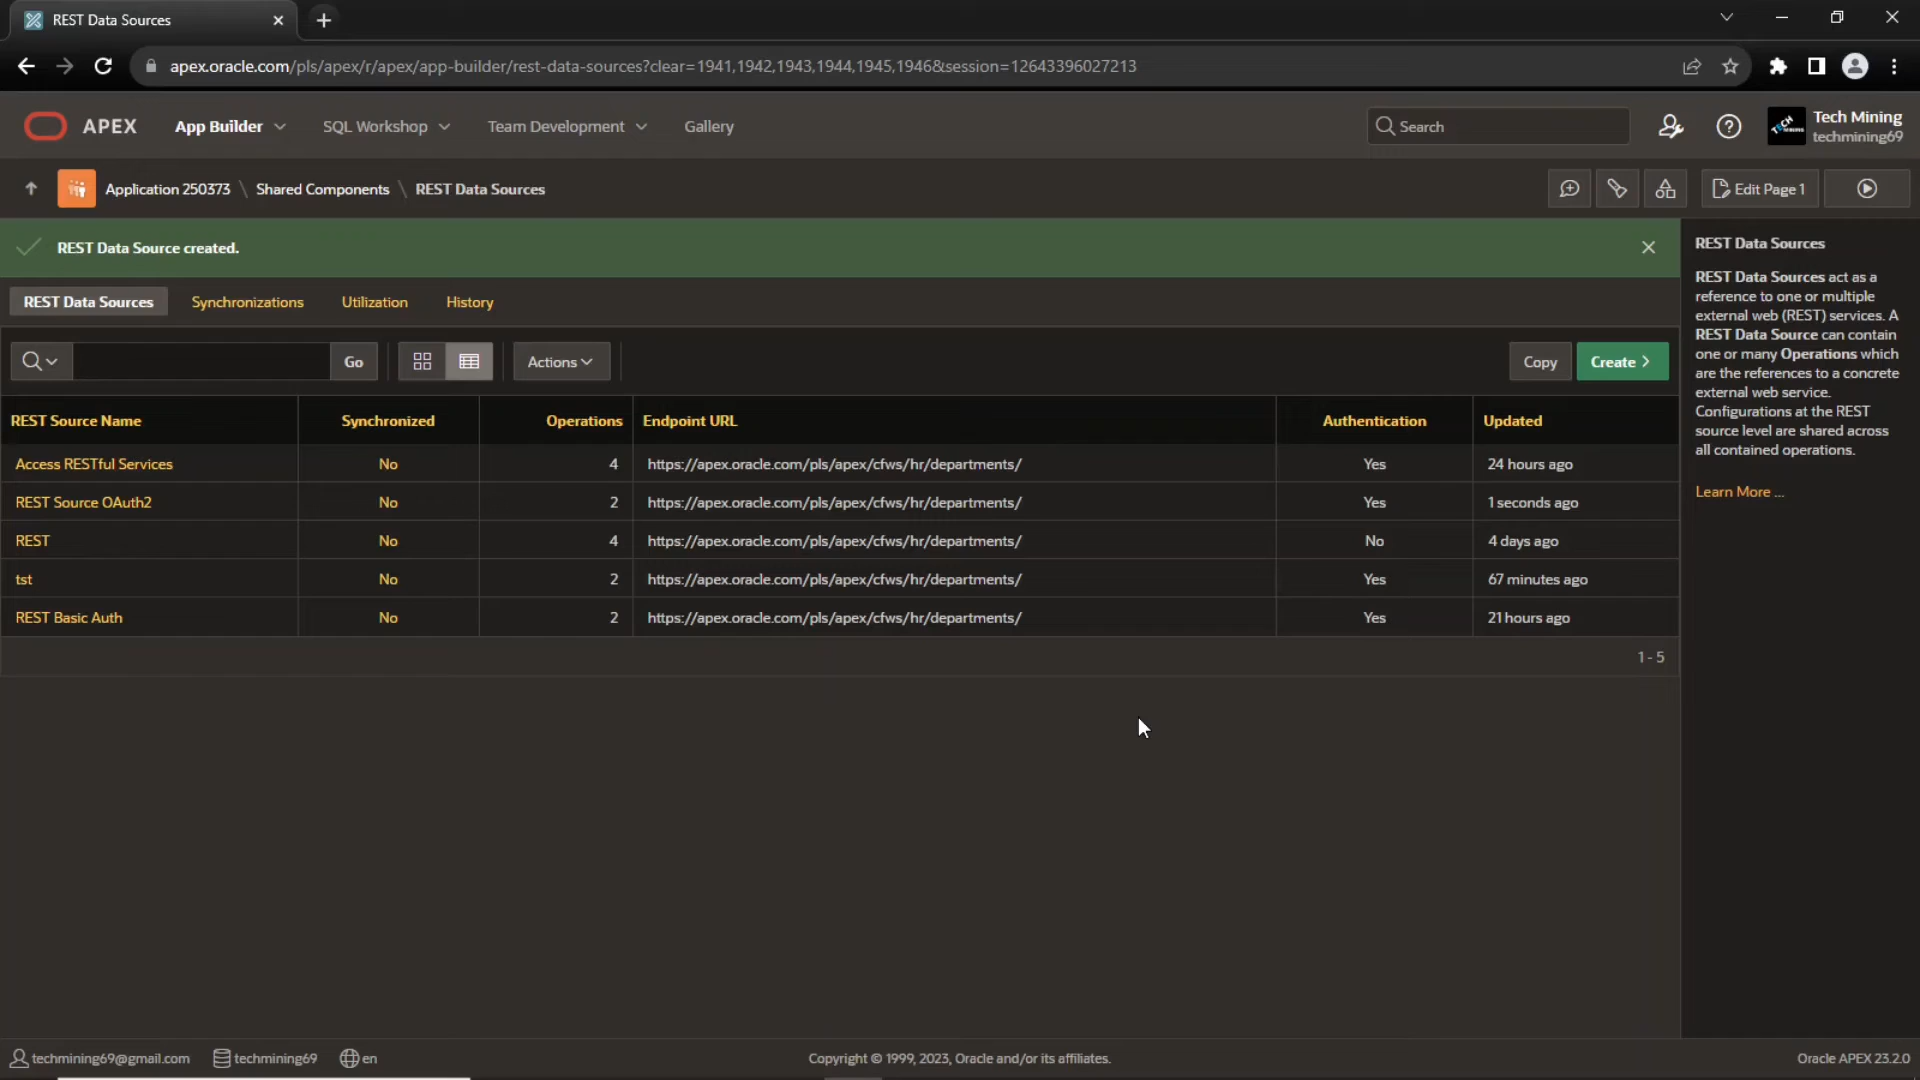 REST Data Sources
apex.oracle.com/pls/apex/r/apex/app-builder/rest-data-sources?clear=1941,1942,1943,1944,1945,1946&session=12643396027213
APEX App Builder SQL Workshop Team Development Gallery Search Tech Mining
techmining69
Application 250373 \ Shared Components \ REST Data Sources Edit Page 1
REST Data Source created.
REST Data Sources Synchronizations Utilization History
Go Actions Copy Create
REST Source Name Synchronized Operations Endpoint URL Authentication Updated
Access RESTful Services No 4 https://apex.oracle.com/pls/apex/cfws/hr/departments/ Yes 24 hours ago
REST Source OAuth2 No 2 https://apex.oracle.com/pls/apex/cfws/hr/departments/ Yes 1 seconds ago
REST No 4 https://apex.oracle.com/pls/apex/cfws/hr/departments/ No 4 days ago
tst No 2 https://apex.oracle.com/pls/apex/cfws/hr/departments/ Yes 67 minutes ago
REST Basic Auth No 2 https://apex.oracle.com/pls/apex/cfws/hr/departments/ Yes 21 hours ago
1 - 5
REST Data Sources
REST Data Sources act as a
reference to one or multiple
external web (REST) services. A
REST Data Source can contain
one or many Operations which
are the references to a concrete
external web service.
Configurations at the REST
source level are shared across
all contained operations.
Learn More ...
techmining69@gmail.com techmining69 en Copyright © 1999, 2023, Oracle and/or its affiliates. Oracle APEX 23.2.0